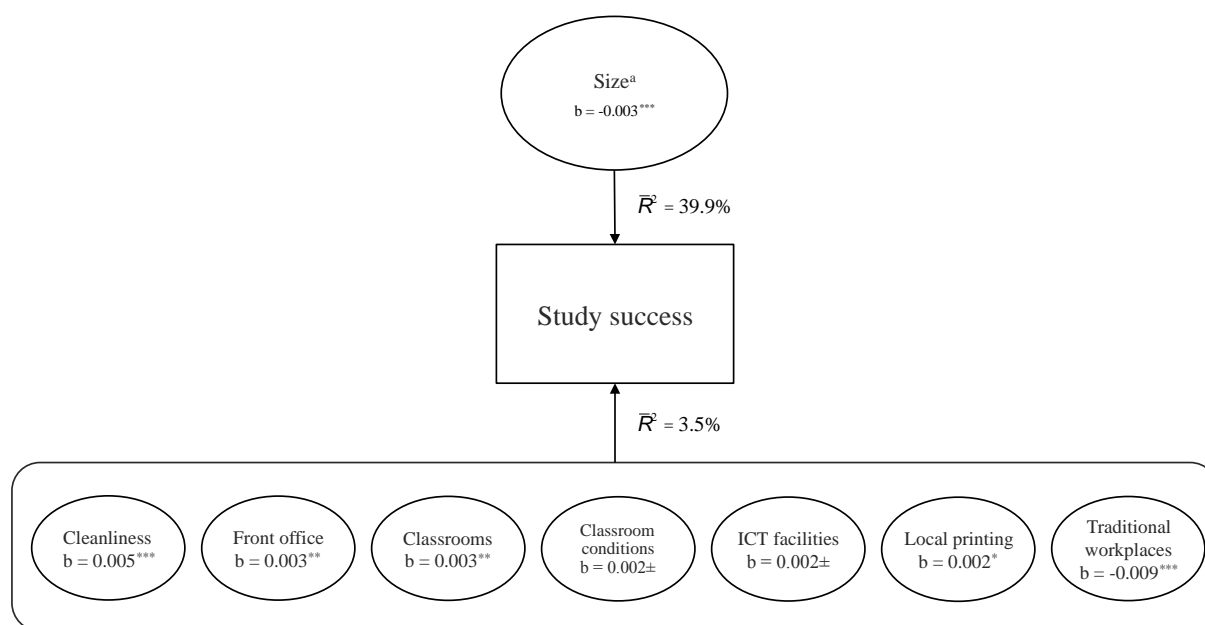 Sizeᵃ
b = -0.003***
R̅² = 39.9%
Study success
R̅² = 3.5%
Cleanliness
b = 0.005***
Front office
b = 0.003**
Classrooms
b = 0.003**
Classroom
conditions
b = 0.002±
ICT facilities
b = 0.002±
Local printing
b = 0.002*
Traditional
workplaces
b = -0.009***